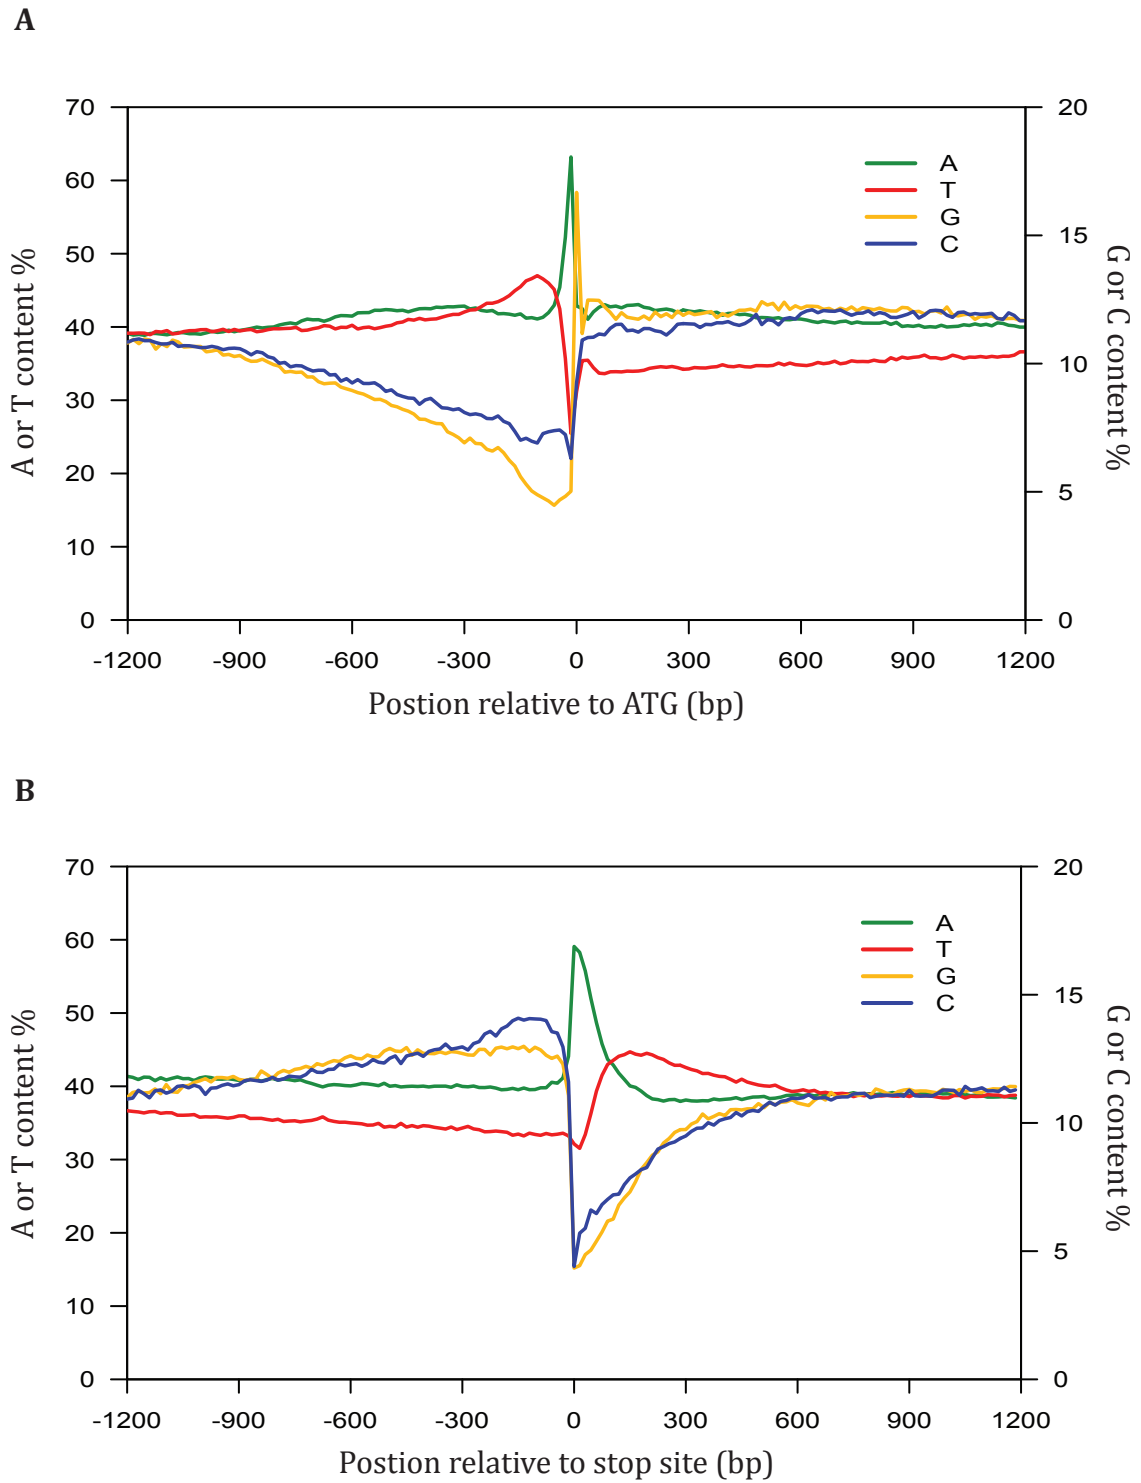 A
70
60
50
40
30
20
10
0
20
15
10
5
0
A
T
G
C
A or T content %
G or C content %
-1200 -900 -600 -300 0 300 600 900 1200
Postion relative to ATG (bp)
B
70
60
50
40
30
20
10
0
20
15
10
5
0
A
T
G
C
A or T content %
G or C content %
-1200 -900 -600 -300 0 300 600 900 1200
Postion relative to stop site (bp)